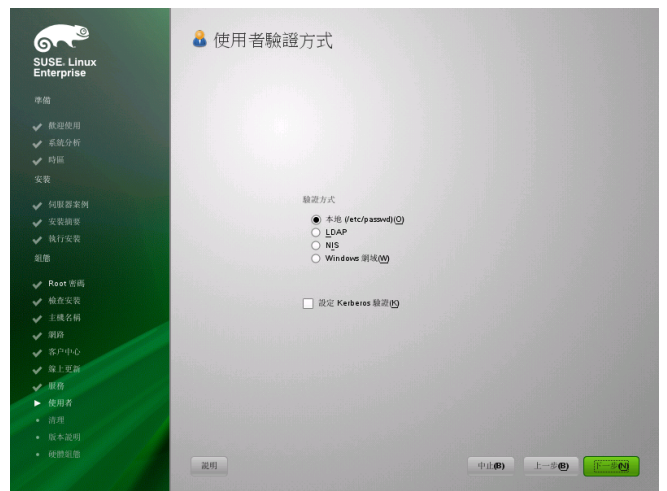 SUSE. Linux
Enterprise
準備
歡迎使用
系統分析
時區
安裝
伺服器案例
安裝摘要
執行安裝
組態
Root 密碼
檢查安裝
主機名稱
網路
客戶中心
線上更新
服務
使用者
清理
版本說明
硬體組態
使用者驗證方式
驗證方式
本地 (/etc/passwd)(O)
LDAP
NIS
Windows 網域(W)
設定 Kerberos 驗證(K)
說明
中止(B)
上一步(B)
下一步(N)